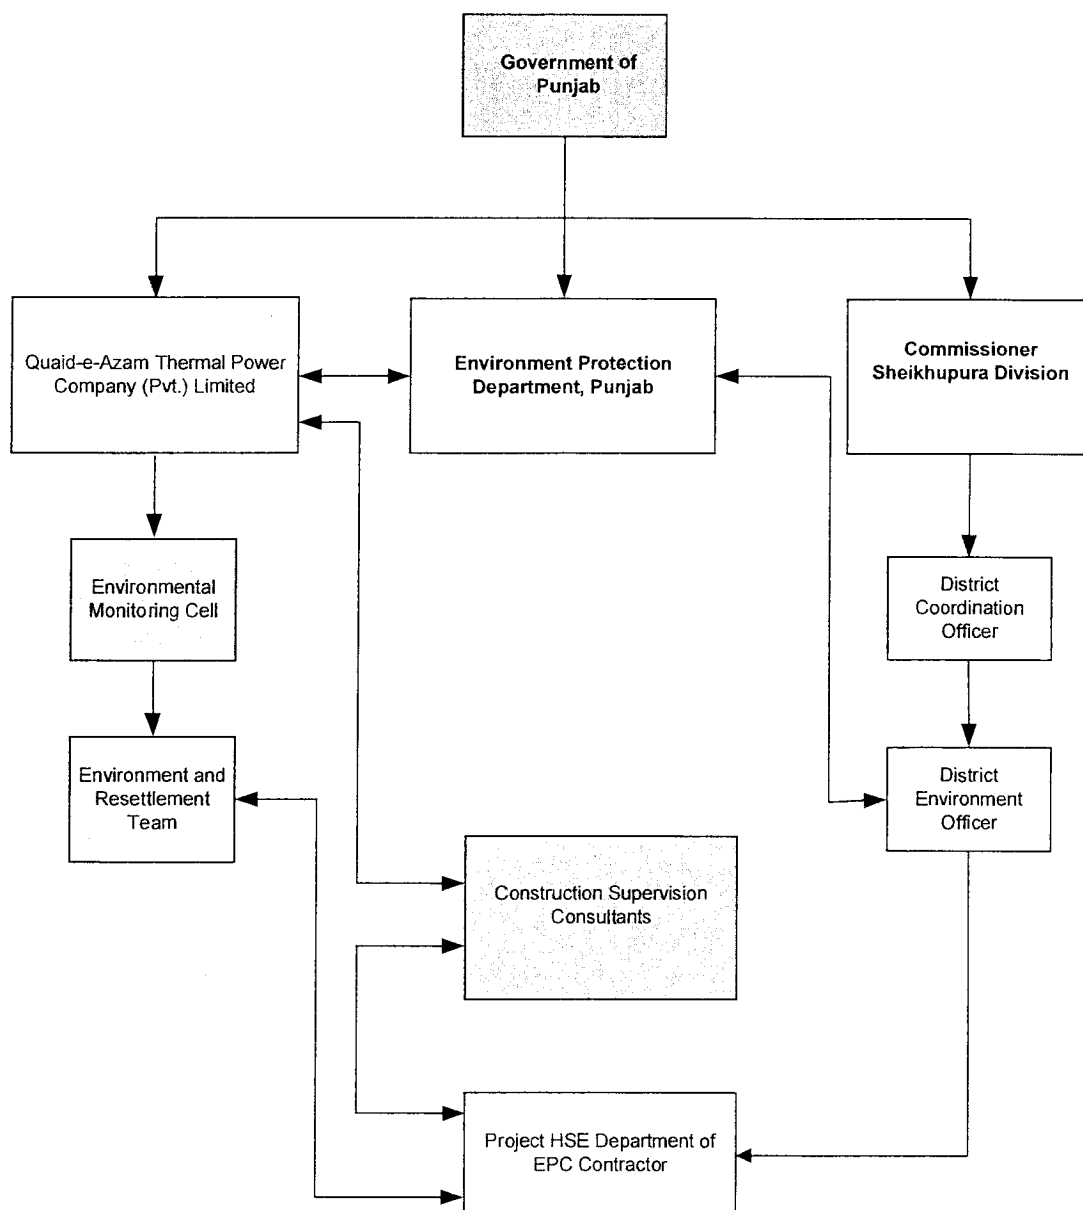 Government of
Punjab
Quaid-e-Azam Thermal Power
Company (Pvt.) Limited
Environment Protection
Department, Punjab
Commissioner
Sheikhupura Division
Environmental
Monitoring Cell
District
Coordination
Officer
Environment and
Resettlement
Team
District
Environment
Officer
Construction Supervision
Consultants
Project HSE Department of
EPC Contractor